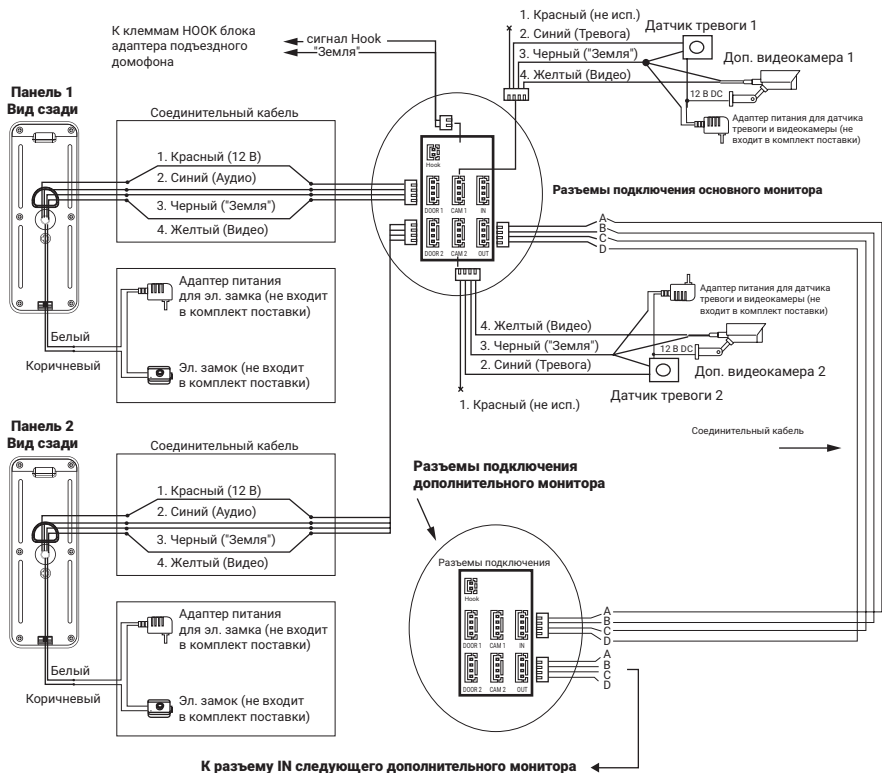 К клеммам HOOK блока
адаптера подъездного
домофона
сигнал Hook
"Земля"
1. Красный (не исп.)
2. Синий (Тревога)
3. Черный ("Земля")
4. Желтый (Видео)
Датчик тревоги 1
Доп. видеокамера 1
12 В DC
Адаптер питания для датчика
тревоги и видеокамеры (не
входит в комплект поставки)
Панель 1
Вид сзади
Соединительный кабель
1. Красный (12 В)
2. Синий (Аудио)
3. Черный ("Земля")
4. Желтый (Видео)
Hook
DOOR 1
CAM 1
IN
DOOR 2
CAM 2
OUT
Разъемы подключения основного монитора
A
B
C
D
Адаптер питания
для эл. замка (не входит
в комплект поставки)
Белый
Коричневый
Эл. замок (не входит
в комплект поставки)
Адаптер питания для датчика
тревоги и видеокамеры (не
входит в комплект поставки)
4. Желтый (Видео)
3. Черный ("Земля")
2. Синий (Тревога)
1. Красный (не исп.)
12 В DC
Доп. видеокамера 2
Датчик тревоги 2
Соединительный кабель
Панель 2
Вид сзади
Соединительный кабель
1. Красный (12 В)
2. Синий (Аудио)
3. Черный ("Земля")
4. Желтый (Видео)
Разъемы подключения
дополнительного монитора
Разъемы подключения
Hook
DOOR 1
CAM 1
IN
DOOR 2
CAM 2
OUT
A
B
C
D
A
B
C
D
Адаптер питания
для эл. замка (не входит
в комплект поставки)
Белый
Коричневый
Эл. замок (не входит
в комплект поставки)
К разъему IN следующего дополнительного монитора